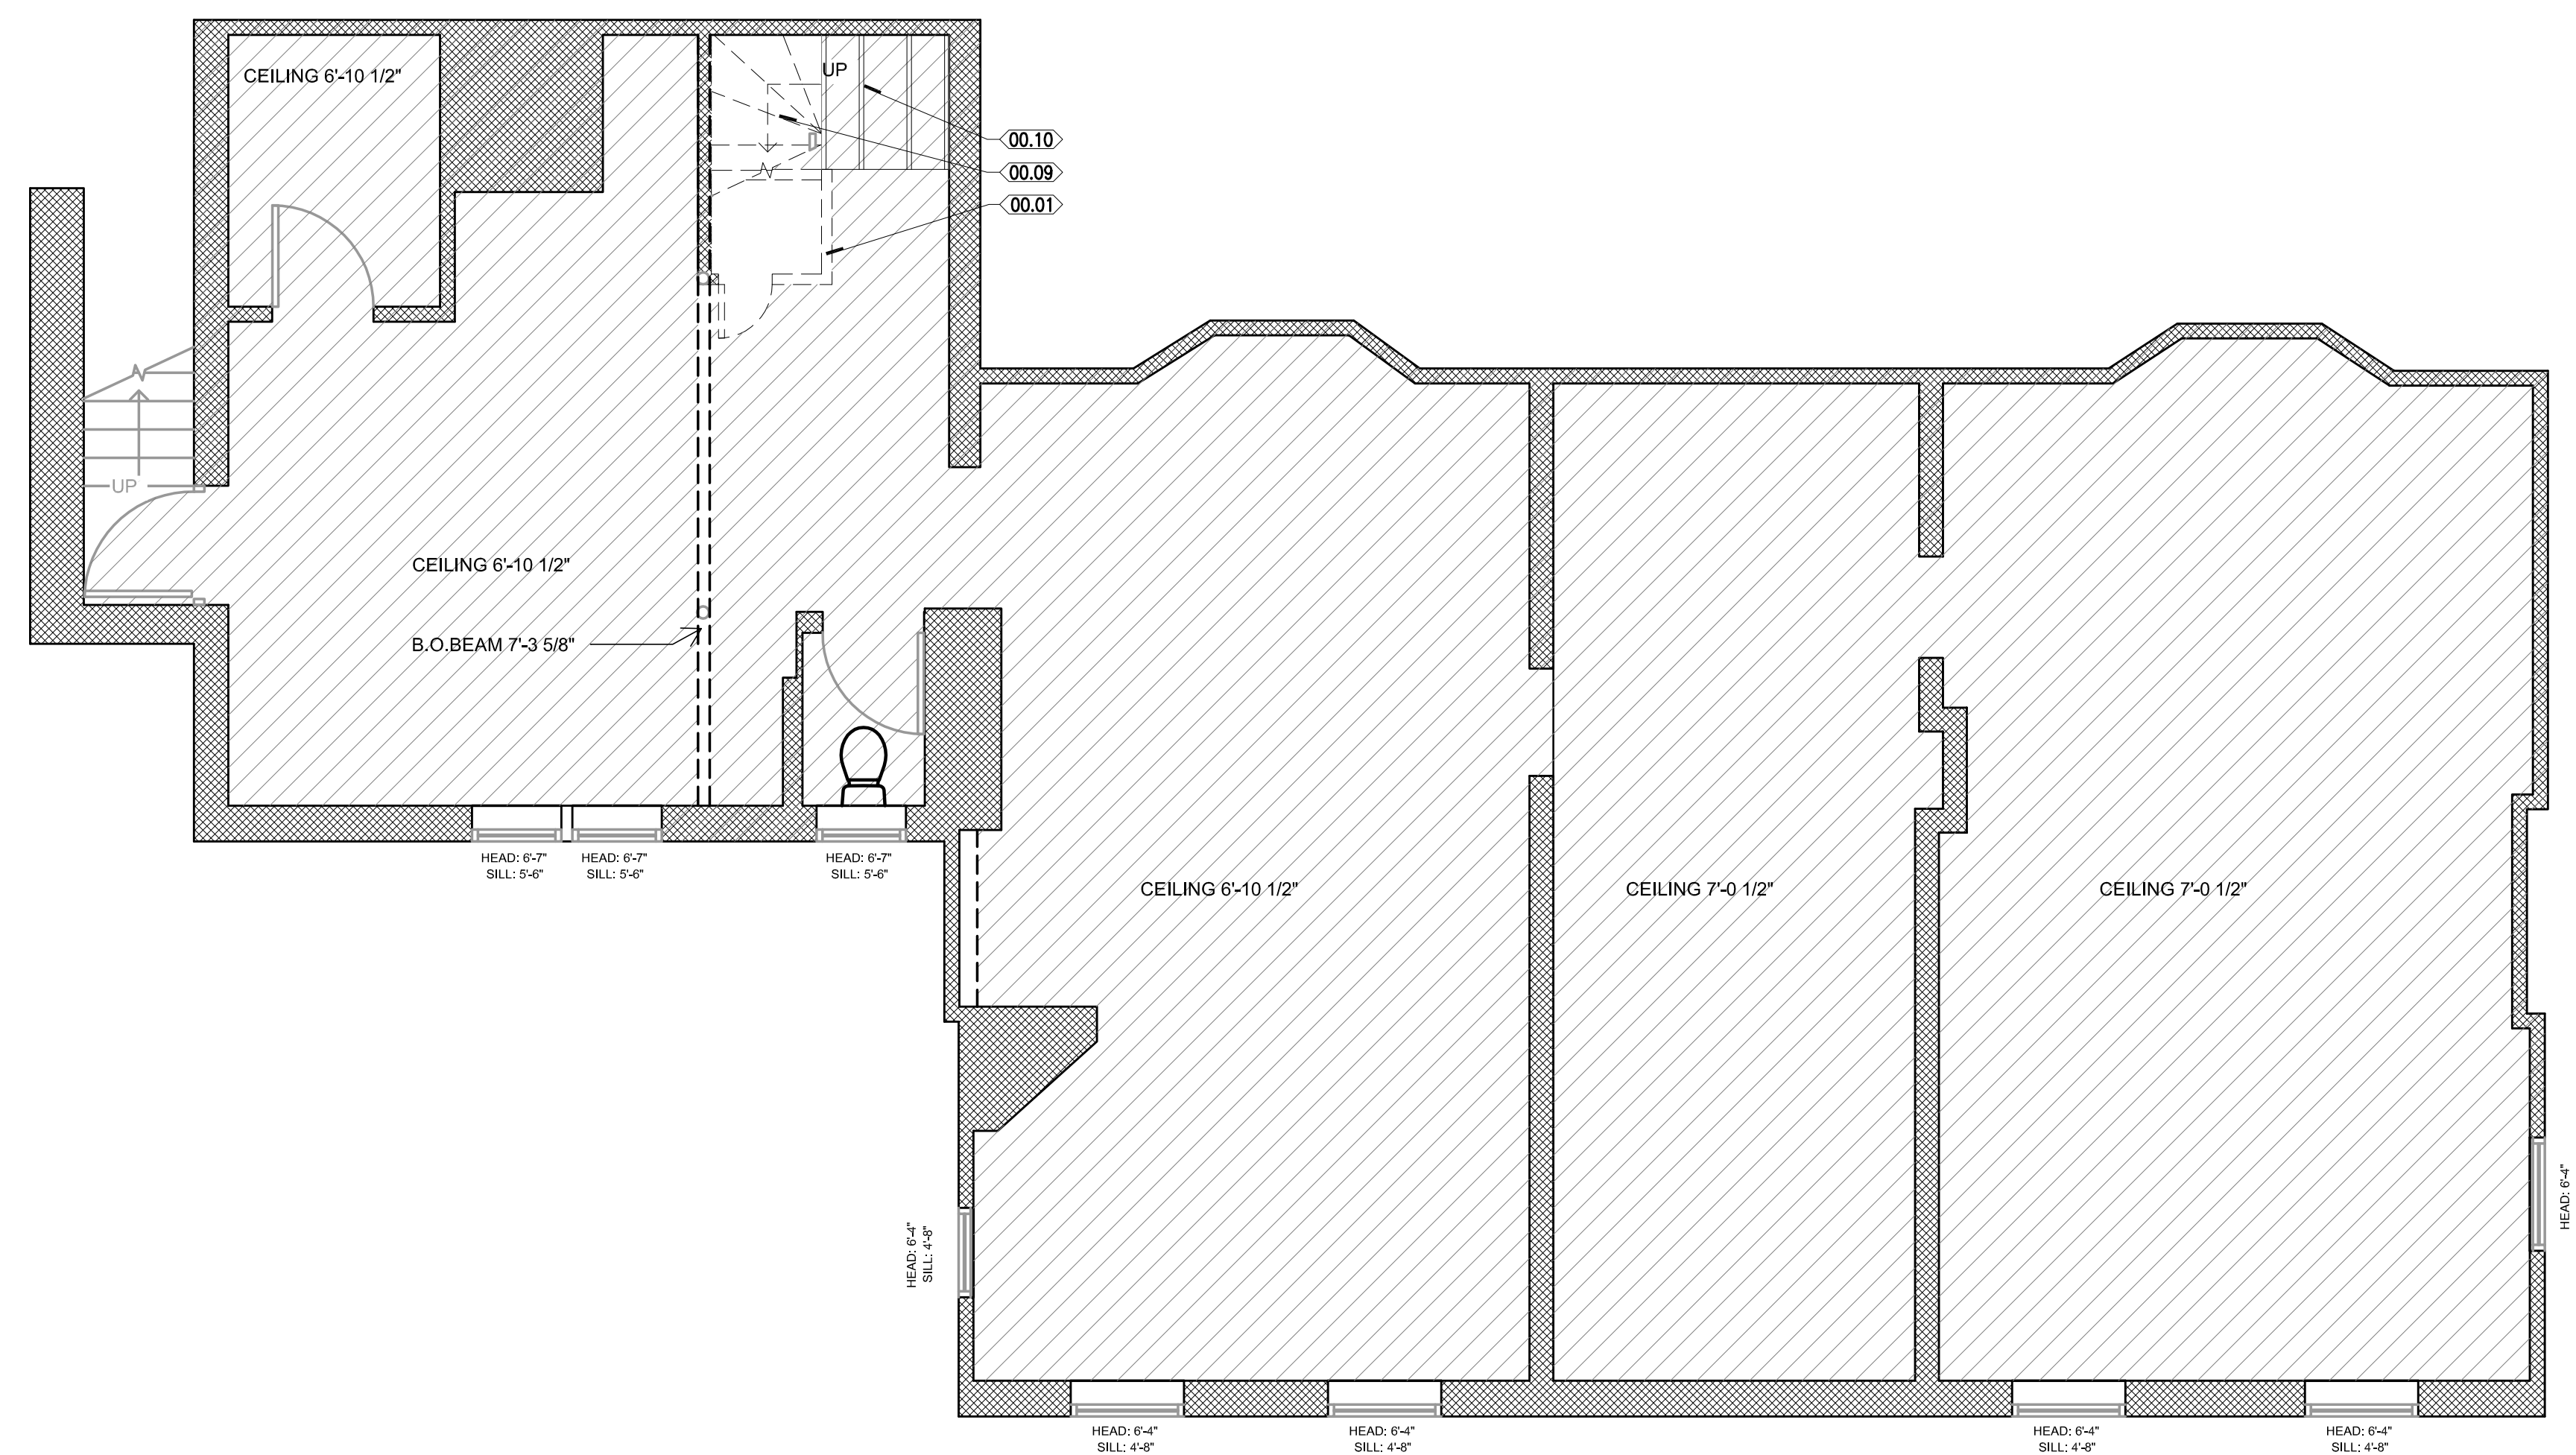 CEILING 6'-10 1/2"
UP
00.10
00.09
00.01
UP
CEILING 6'-10 1/2"
B.O.BEAM 7'-3 5/8"
HEAD: 6'-7"
SILL: 5'-6"
HEAD: 6'-7"
SILL: 5'-6"
HEAD: 6'-7"
SILL: 5'-6"
CEILING 6'-10 1/2"
CEILING 7'-0 1/2"
CEILING 7'-0 1/2"
HEAD: 6'-4"
SILL: 4'-8"
HEAD: 6'-4"
HEAD: 6'-4"
SILL: 4'-8"
HEAD: 6'-4"
SILL: 4'-8"
HEAD: 6'-4"
SILL: 4'-8"
HEAD: 6'-4"
SILL: 4'-8"